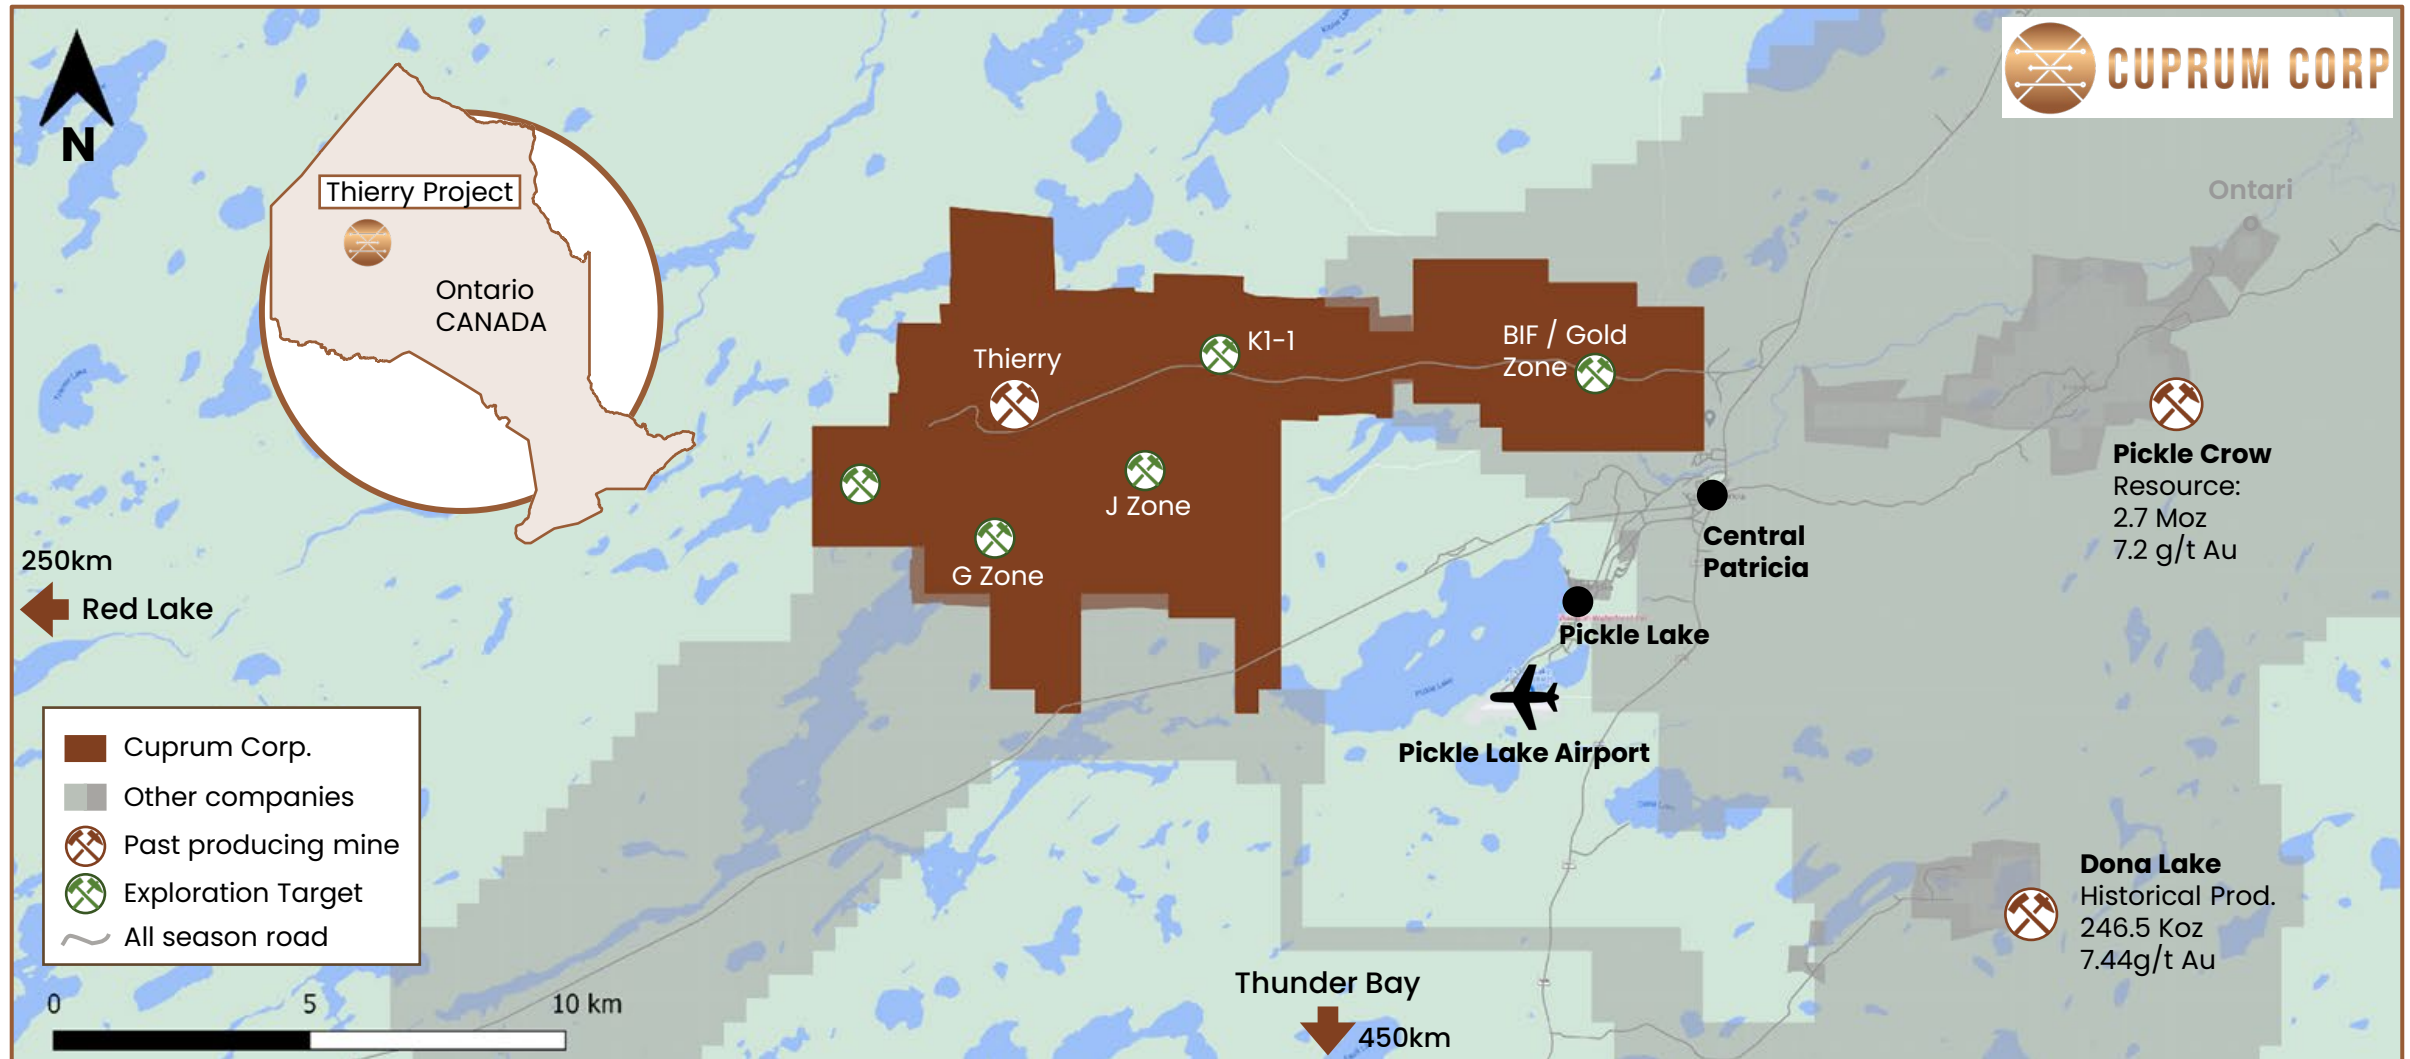 CUPRUM CORP
N
Thierry Project
Ontario
CANADA
Ontari
Thierry
K1-1
BIF / Gold
Zone
J Zone
G Zone
Pickle Crow
Resource:
2.7 Moz
7.2 g/t Au
Central
Patricia
250km
Red Lake
Pickle Lake
Pickle Lake
Pickle Lake Airport
Cuprum Corp.
Other companies
Past producing mine
Exploration Target
All season road
Dona Lake
Historical Prod.
246.5 Koz
7.44g/t Au
0 5 10 km
Thunder Bay
450km